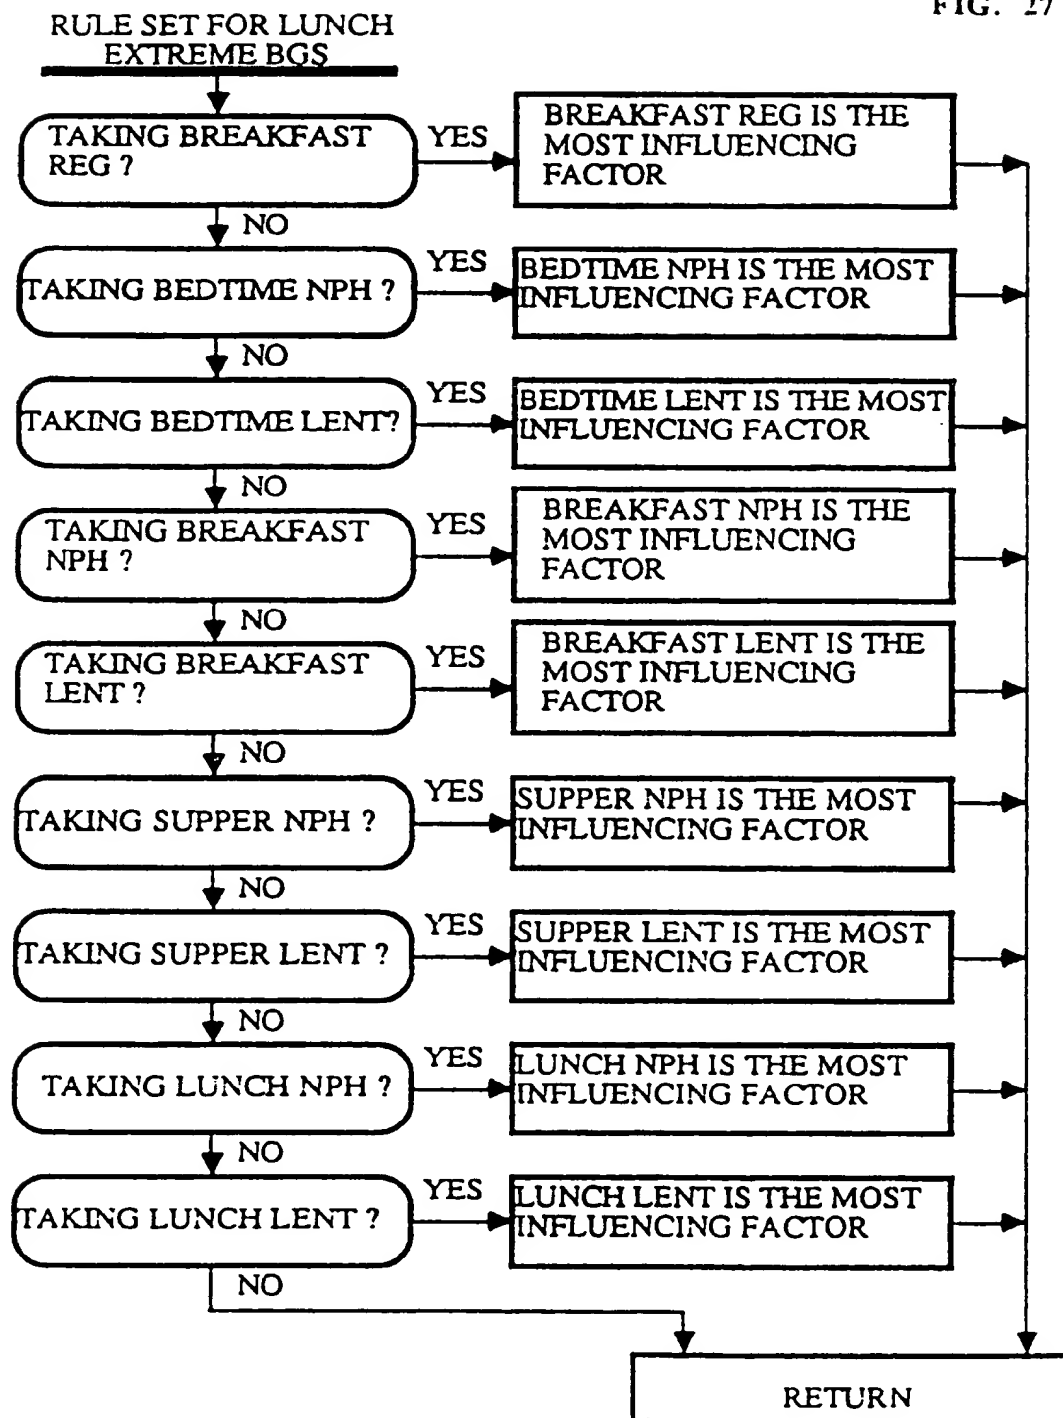 FIG. 27
RULE SET FOR LUNCH
EXTREME BGS
TAKING BREAKFAST
REG ?
YES
BREAKFAST REG IS THE
MOST INFLUENCING
FACTOR
NO
TAKING BEDTIME NPH ?
YES
BEDTIME NPH IS THE MOST
INFLUENCING FACTOR
NO
TAKING BEDTIME LENT?
YES
BEDTIME LENT IS THE MOST
INFLUENCING FACTOR
NO
TAKING BREAKFAST
NPH ?
YES
BREAKFAST NPH IS THE
MOST INFLUENCING
FACTOR
NO
TAKING BREAKFAST
LENT ?
YES
BREAKFAST LENT IS THE
MOST INFLUENCING
FACTOR
NO
TAKING SUPPER NPH ?
YES
SUPPER NPH IS THE MOST
INFLUENCING FACTOR
NO
TAKING SUPPER LENT ?
YES
SUPPER LENT IS THE MOST
INFLUENCING FACTOR
NO
TAKING LUNCH NPH ?
YES
LUNCH NPH IS THE MOST
INFLUENCING FACTOR
NO
TAKING LUNCH LENT ?
YES
LUNCH LENT IS THE MOST
INFLUENCING FACTOR
NO
RETURN